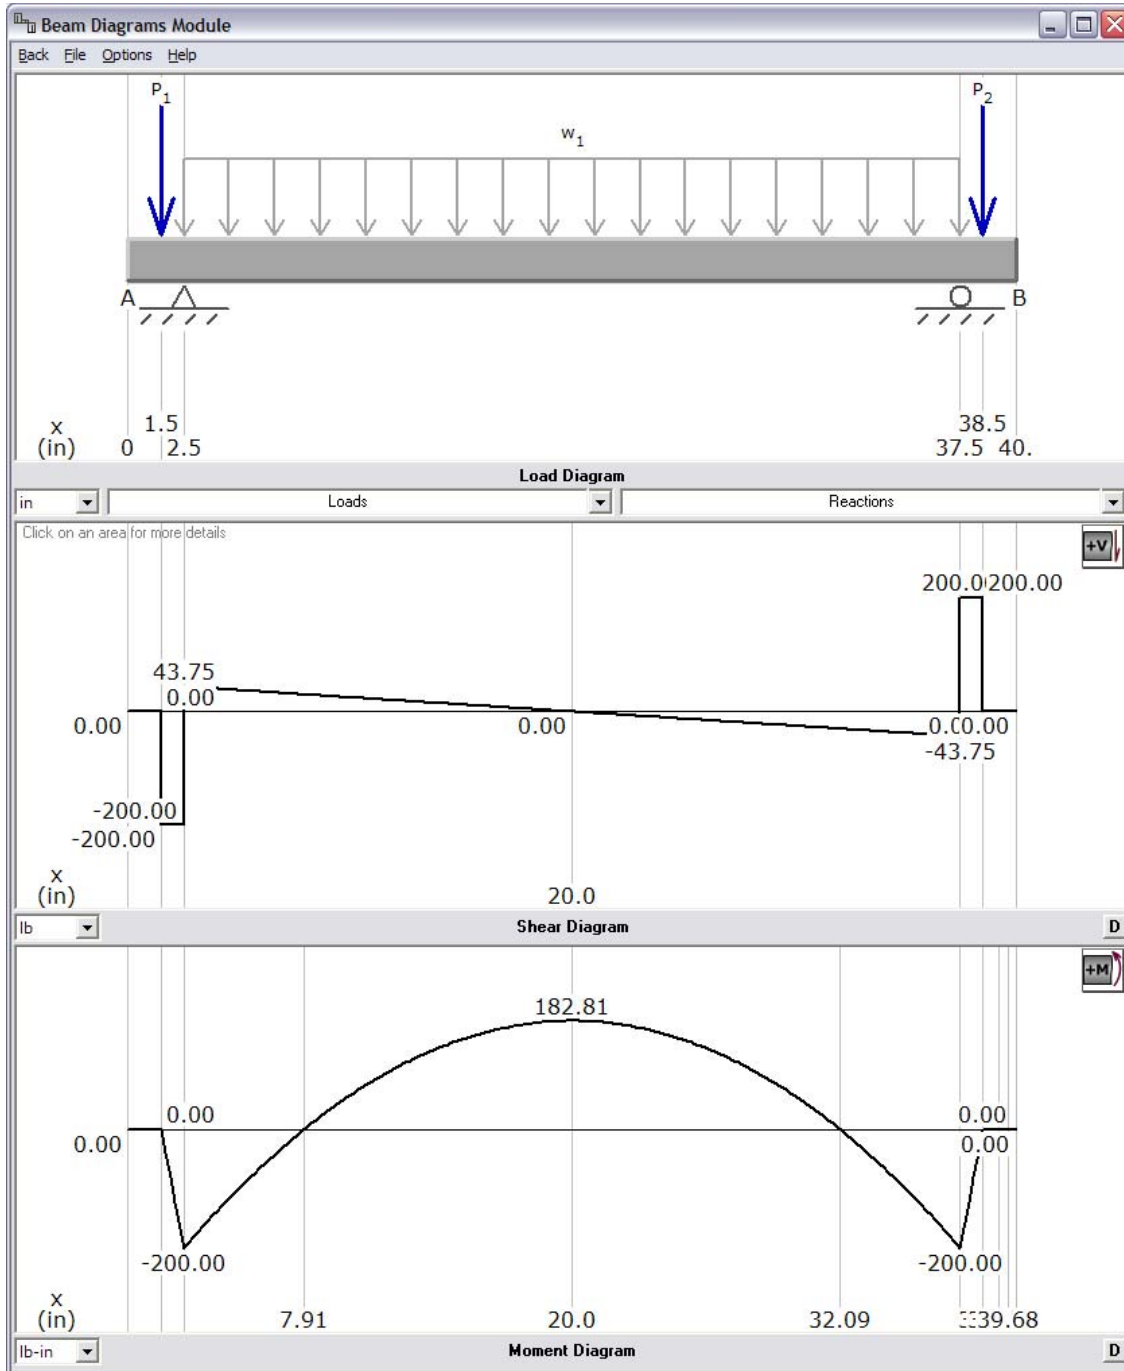 Beam Diagrams Module
Back File Options Help
P1 P2
w1
A B
1.5 38.5
x
(in) 0 2.5 37.5 40.
Load Diagram
in Loads Reactions
Click on an area for more details
+V
200.00 200.00
43.75
0.00
0.00 0.00 0.00
-43.75
-200.00
-200.00
x
(in) 20.0
lb Shear Diagram D
+M
182.81
0.00 0.00
0.00 0.00
-200.00 -200.00
x
(in) 7.91 20.0 32.09 39.68
lb-in Moment Diagram D